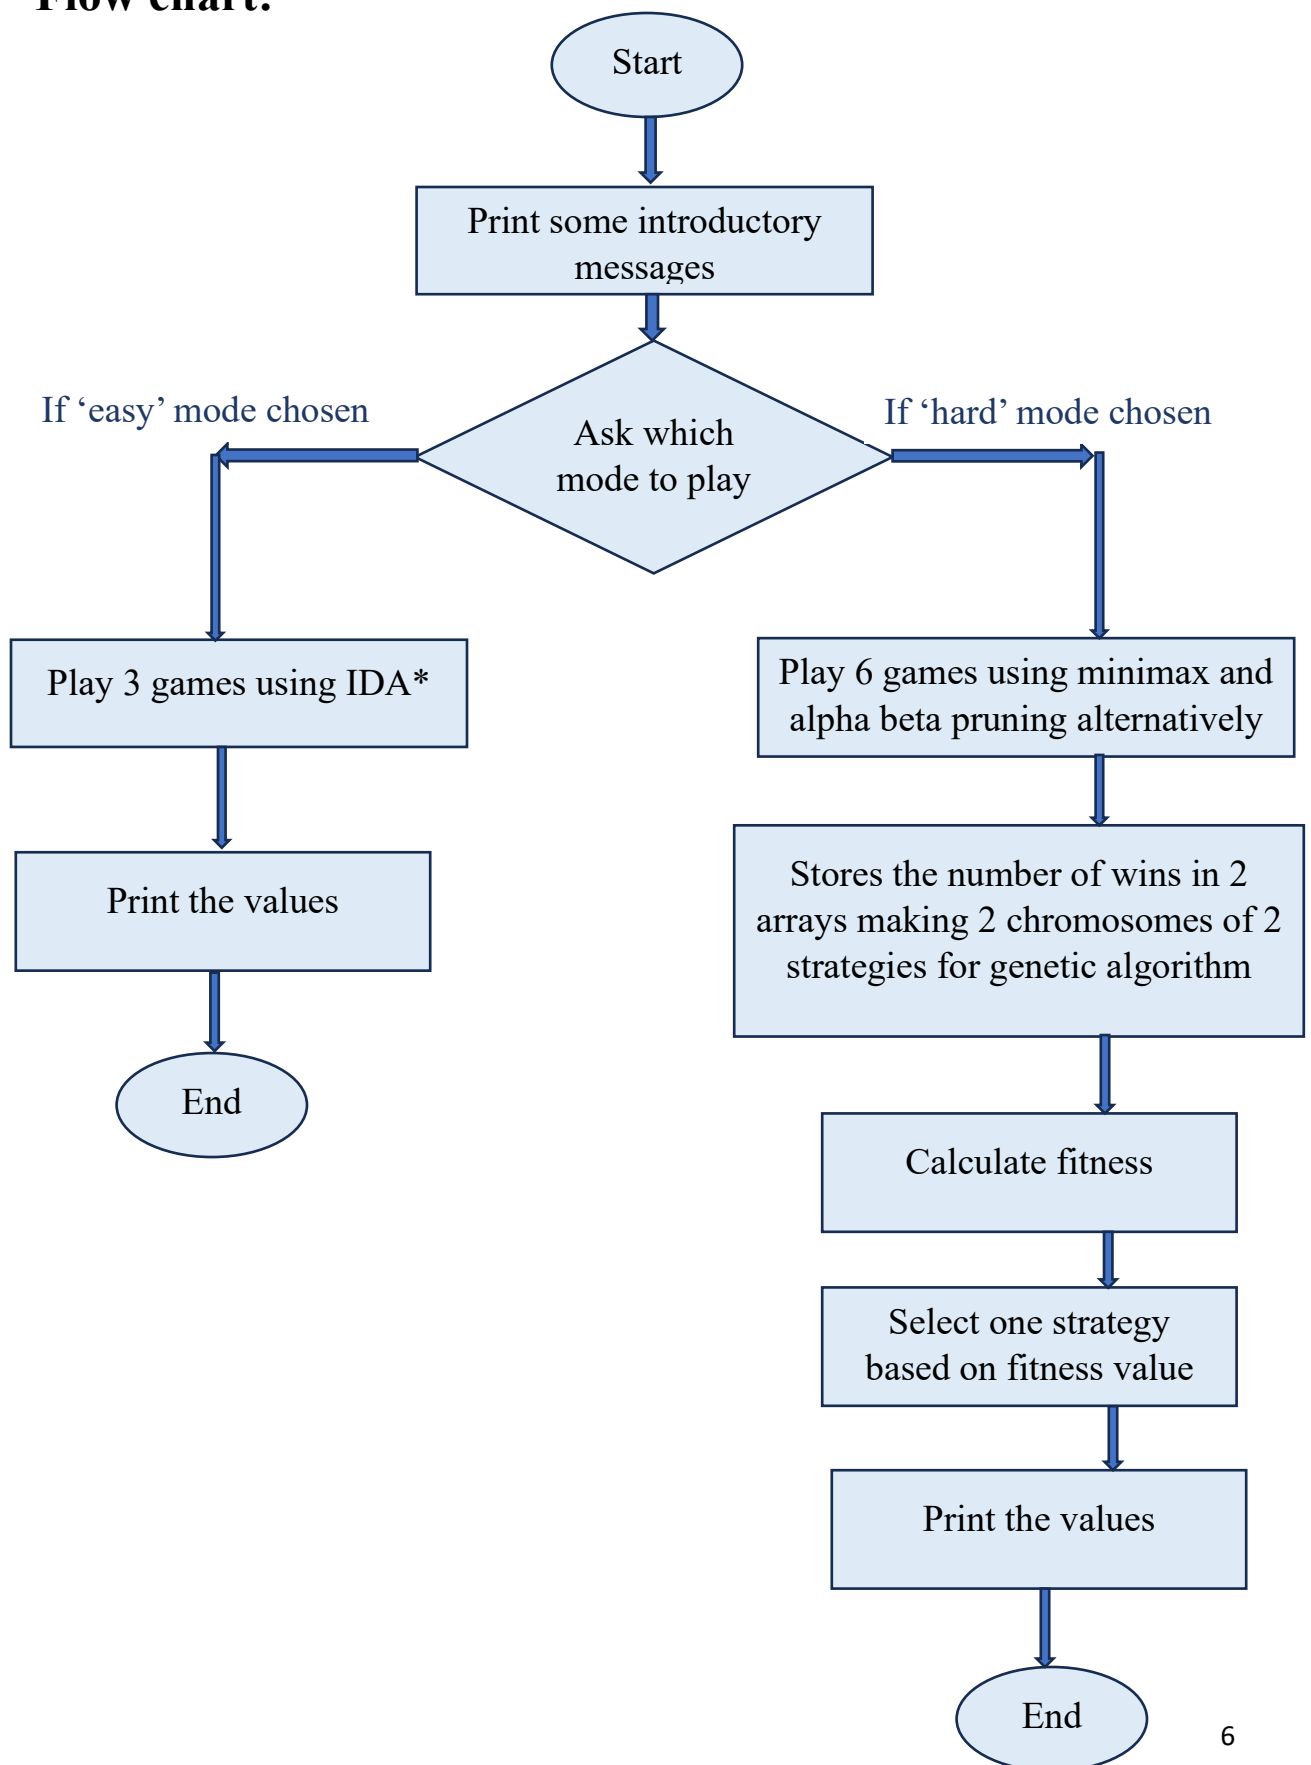 Flow chart:
Start
Print some introductory
messages
If ‘easy’ mode chosen
If ‘hard’ mode chosen
Ask which
mode to play
Play 3 games using IDA*
Play 6 games using minimax and
alpha beta pruning alternatively
Print the values
Stores the number of wins in 2
arrays making 2 chromosomes of 2
strategies for genetic algorithm
End
Calculate fitness
Select one strategy
based on fitness value
Print the values
End
6